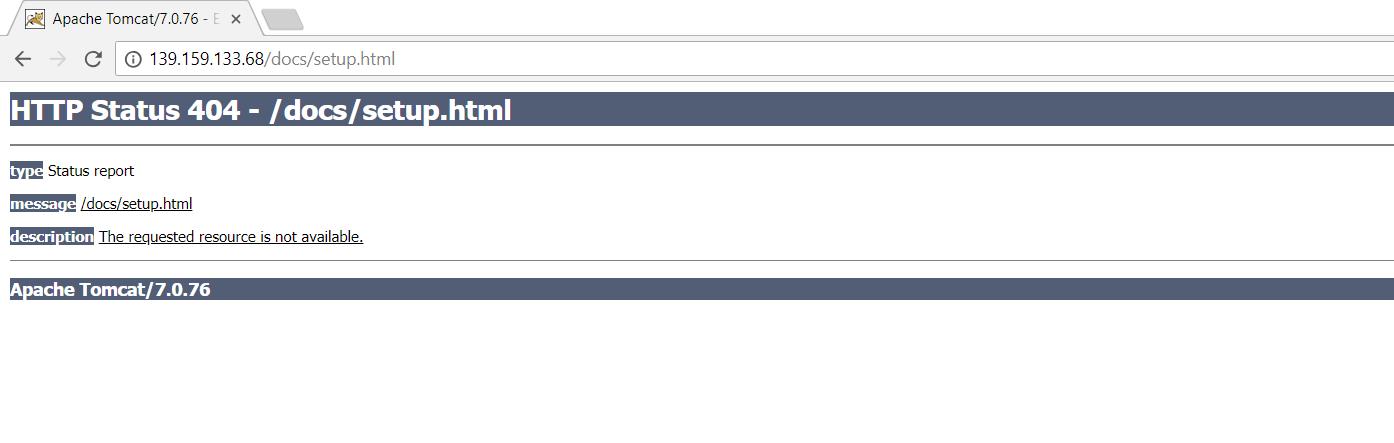 Apache Tomcat/7.0.76 - E
139.159.133.68/docs/setup.html
HTTP Status 404 - /docs/setup.html
type Status report
message /docs/setup.html
description The requested resource is not available.
Apache Tomcat/7.0.76